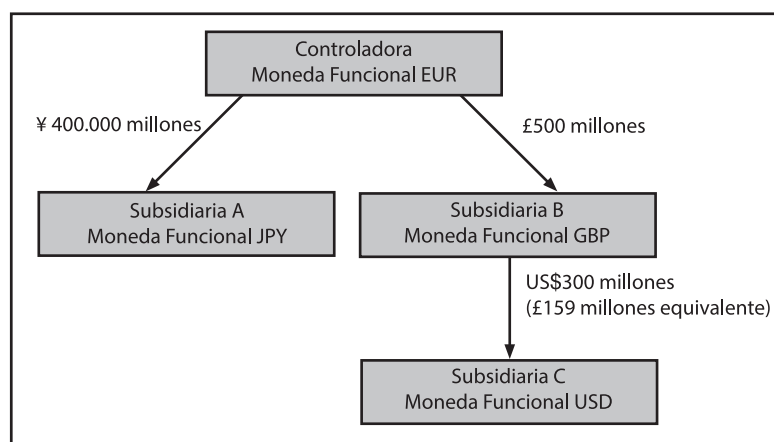 Controladora
Moneda Funcional EUR
¥ 400.000 millones
£500 millones
Subsidiaria A
Moneda Funcional JPY
Subsidiaria B
Moneda Funcional GBP
US$300 millones
(£159 millones equivalente)
Subsidiaria C
Moneda Funcional USD